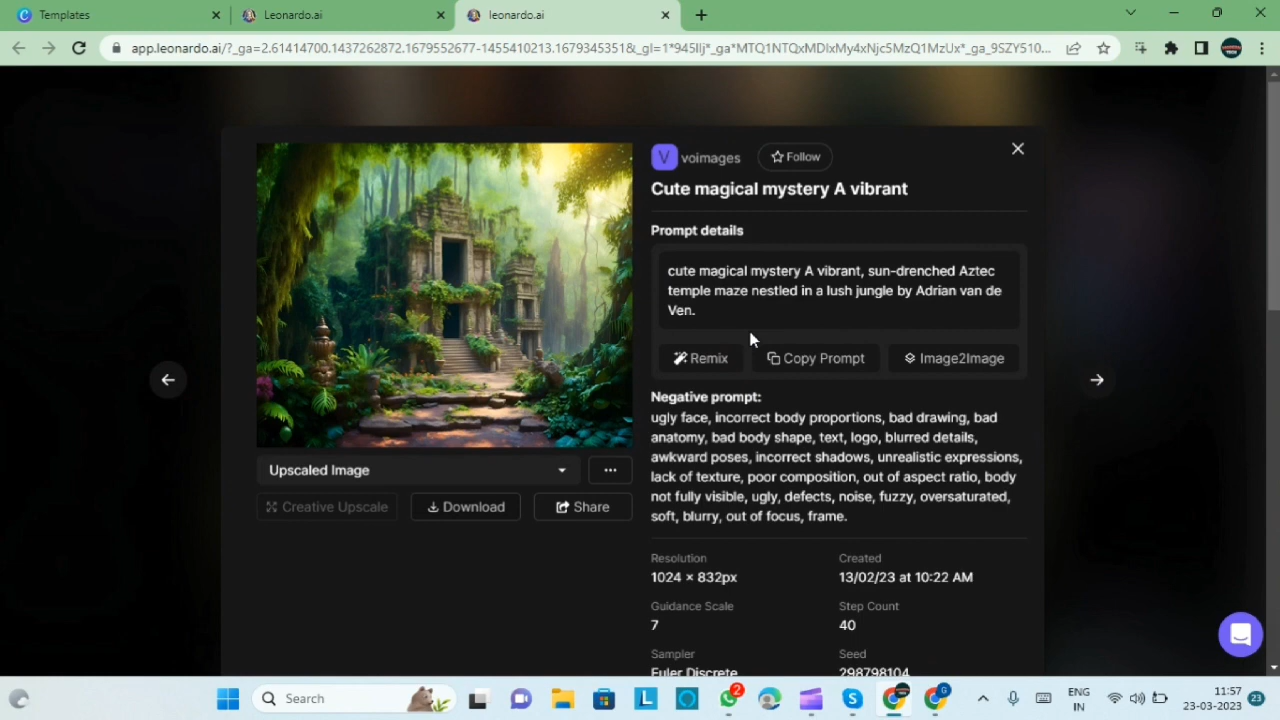 Templates
Leonardo.ai
leonardo.ai
app.leonardo.ai/?_ga=2.61414700.1437262872.1679552677-1455410213.1679345351&_gl=1*945llj*_ga*MTQ1NTQxMDIxMy4xNjc5MzQ1MzUx*_ga_9SZY510...
V voimages
Follow
Cute magical mystery A vibrant
Prompt details
cute magical mystery A vibrant, sun-drenched Aztec
temple maze nestled in a lush jungle by Adrian van de
Ven.
Remix Copy Prompt Image2Image
Negative prompt:
ugly face, incorrect body proportions, bad drawing, bad
anatomy, bad body shape, text, logo, blurred details,
awkward poses, incorrect shadows, unrealistic expressions,
lack of texture, poor composition, out of aspect ratio, body
not fully visible, ugly, defects, noise, fuzzy, oversaturated,
soft, blurry, out of focus, frame.
Upscaled Image
Creative Upscale Download Share
Resolution Created
1024 × 832px 13/02/23 at 10:22 AM
Guidance Scale Step Count
7 40
Sampler Seed
Euler Discrete 298798104
Search
2
G
L
S
ENG
IN
11:57
23-03-2023
23